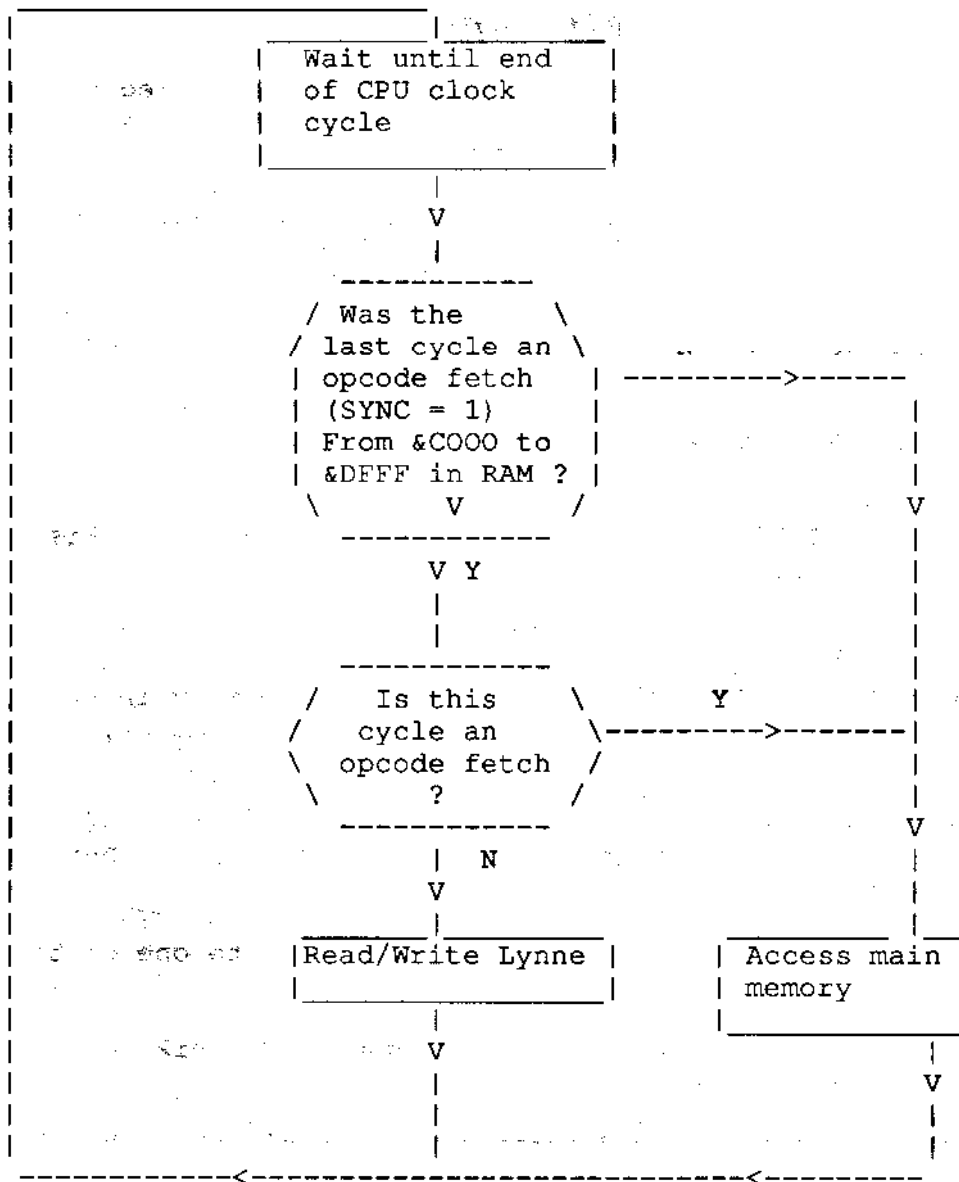 Wait until end
of CPU clock
cycle
V
Was the
last cycle an
opcode fetch
(SYNC = 1)
From &C000 to
&DFFF in RAM ?
V
V
V Y
Is this
cycle an
opcode fetch
?
Y
V
N
V
Read/Write Lynne
Access main
memory
V
V